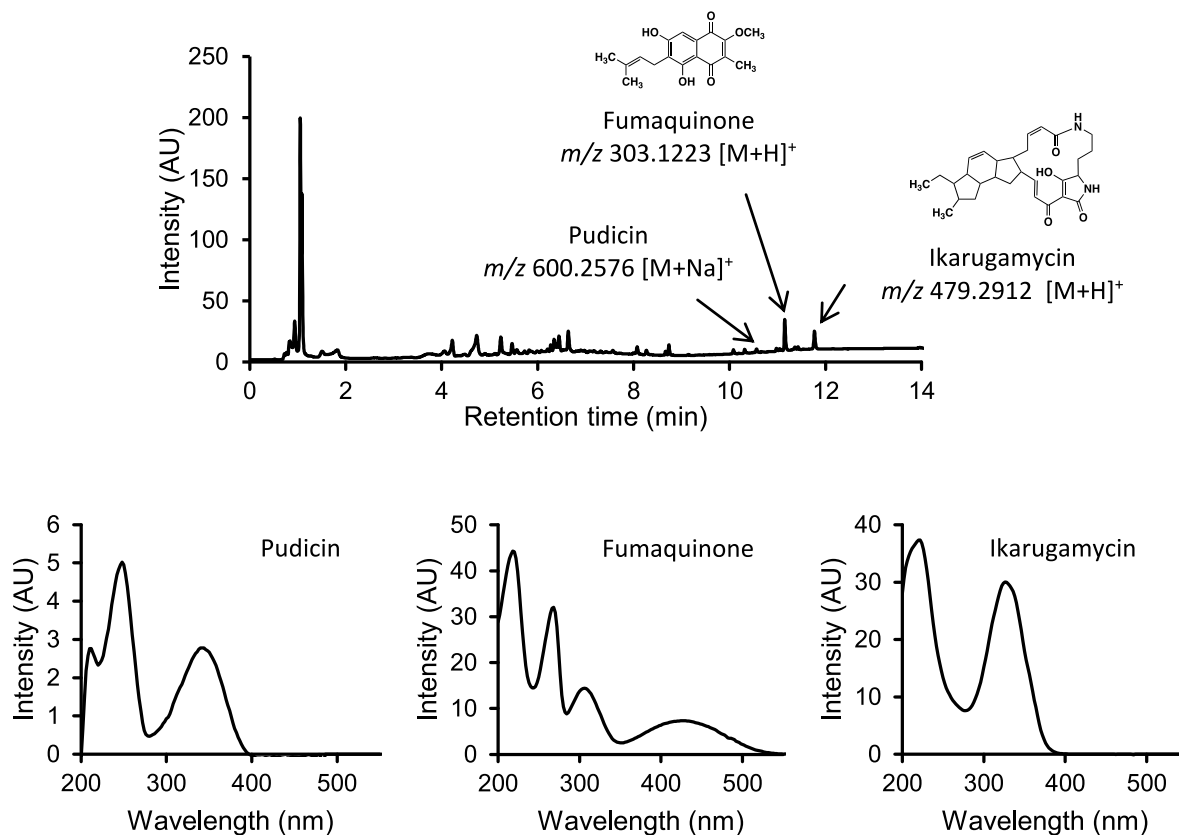 HO
O
OCH3
H3C
CH3
CH3
OH
O
Fumaquinone
m/z 303.1223 [M+H]+
H
N
O
HO
NH
O
O
H3C
CH3
Ikarugamycin
m/z 479.2912 [M+H]+
Pudicin
m/z 600.2576 [M+Na]+
Intensity (AU)
250
200
150
100
50
0
0 2 4 6 8 10 12 14
Retention time (min)
Pudicin
Intensity (AU)
6
5
4
3
2
1
0
200 300 400 500
Wavelength (nm)
Fumaquinone
Intensity (AU)
50
40
30
20
10
0
200 300 400 500
Wavelength (nm)
Ikarugamycin
Intensity (AU)
40
30
20
10
0
200 300 400 500
Wavelength (nm)